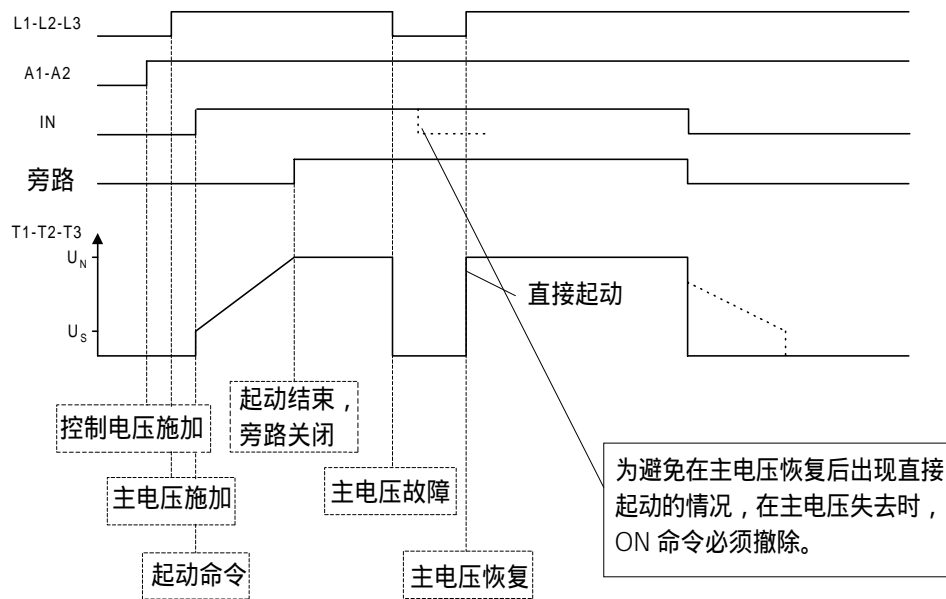 L1-L2-L3
A1-A2
IN
旁路
T1-T2-T3
UN
US
直接起动
控制电压施加
主电压施加
起动命令
起动结束，
旁路关闭
主电压故障
主电压恢复
为避免在主电压恢复后出现直接
起动的情况，在主电压失去时，
ON 命令必须撤除。